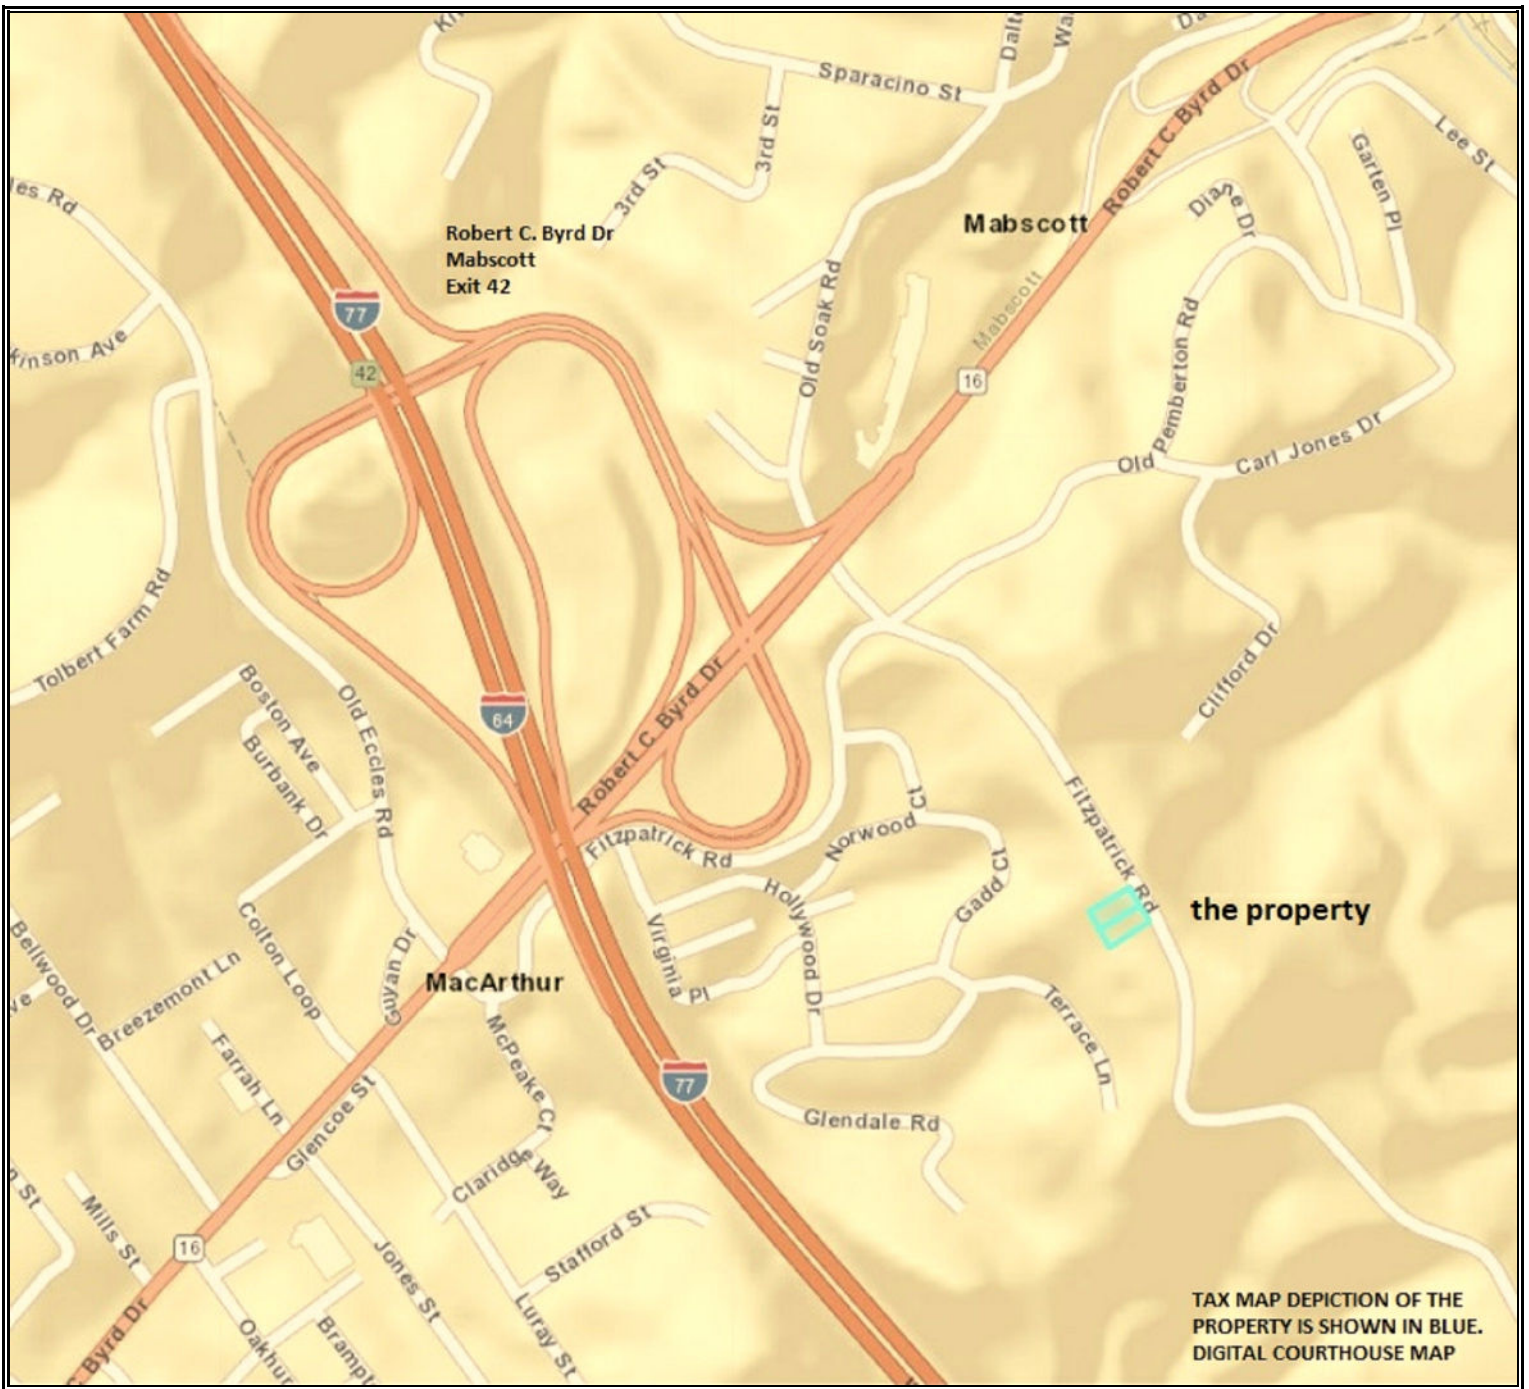 Sparacino St
3rd St
3rd St
Robert C. Byrd Dr
Lee St
Garten Pl
Diane Dr
Mabscott
Robert C. Byrd Dr
Mabscott
Exit 42
77
42
Old Soak Rd
Mabscott
16
Old Pemberton Rd
Carl Jones Dr
Clifford Dr
Tolbert Farm Rd
Boston Ave
Burbank Dr
Old Eccles Rd
64
Robert C. Byrd Dr
Fitzpatrick Rd
Norwood Ct
Gadd Ct
Hollywood Dr
Virginia Pl
Fitzpatrick Rd
the property
Terrace Ln
Glendale Rd
MacArthur
Guyan Dr
Colton Loop
Bellwood Dr
Breezemont Ln
Farrah Ln
Glencoe St
McPeake Ct
Claridge Way
77
Mills St
16
Stafford St
Jones St
Luray St
Byrd Dr
TAX MAP DEPICTION OF THE
PROPERTY IS SHOWN IN BLUE.
DIGITAL COURTHOUSE MAP